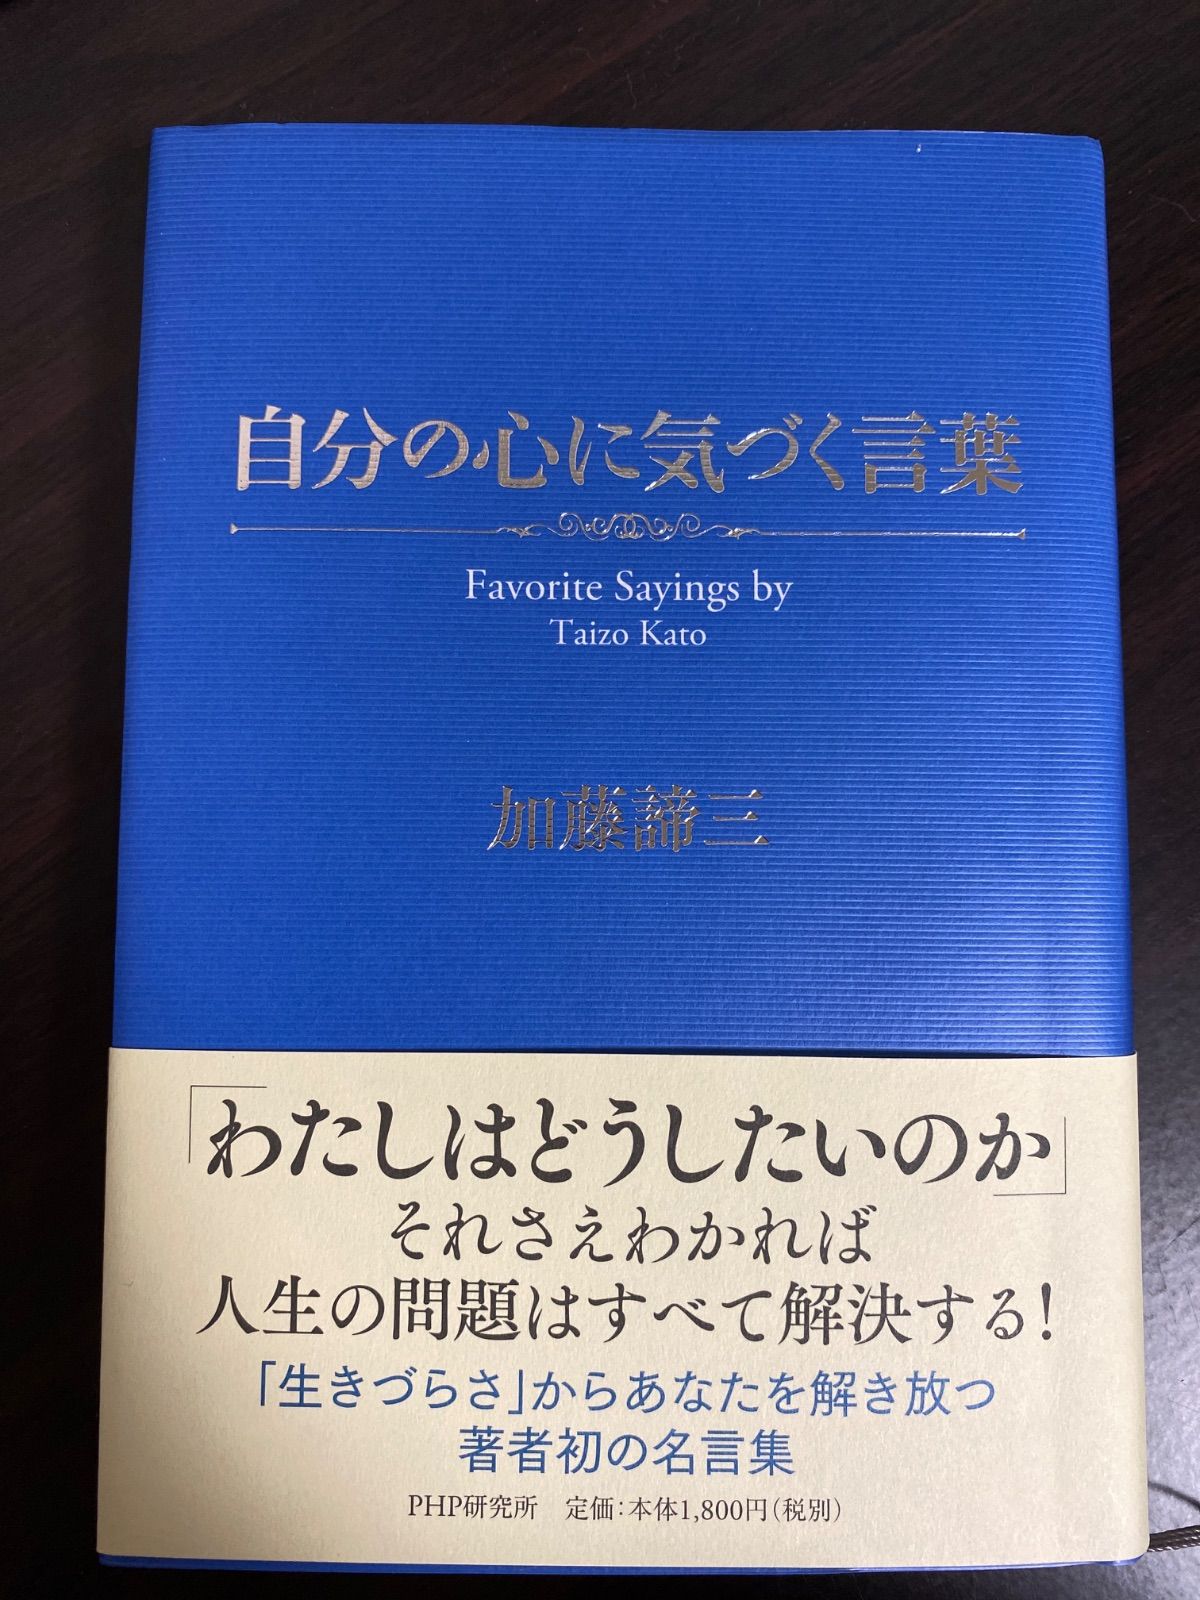 自分の心に気づく言葉
Favorite Sayings by
Taizo Kato
加藤諦三
「わたしはどうしたいのか」
それさえわかれば
人生の問題はすべて解決する！
「生きづらさ」からあなたを解き放つ
著者初の名言集
PHP研究所　定価：本体1,800円（税別）